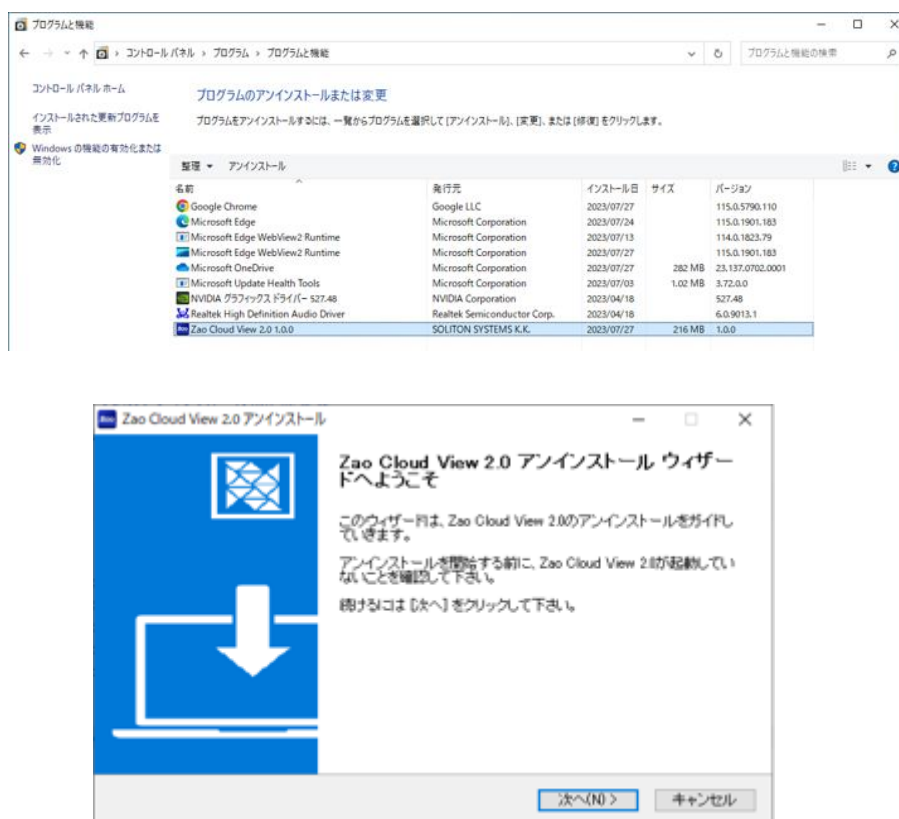 プログラムと機能
コントロール パネル › プログラム › プログラムと機能
プログラムと機能の検索
コントロール パネル ホーム
インストールされた更新プログラムを
表示
Windows の機能の有効化または
無効化
プログラムのアンインストールまたは変更
プログラムをアンインストールするには、一覧からプログラムを選択して [アンインストール]、[変更]、または [修復] をクリックします。
整理 アンインストール
名前 発行元 インストール日 サイズ バージョン
Google Chrome Google LLC 2023/07/27 115.0.5790.110
Microsoft Edge Microsoft Corporation 2023/07/24 115.0.1901.183
Microsoft Edge WebView2 Runtime Microsoft Corporation 2023/07/13 114.0.1823.79
Microsoft Edge WebView2 Runtime Microsoft Corporation 2023/07/27 115.0.1901.183
Microsoft OneDrive Microsoft Corporation 2023/07/27 282 MB 23.137.0702.0001
Microsoft Update Health Tools Microsoft Corporation 2023/07/03 1.02 MB 3.72.0.0
NVIDIA グラフィックス ドライバー 527.48 NVIDIA Corporation 2023/04/18 527.48
Realtek High Definition Audio Driver Realtek Semiconductor Corp. 2023/04/18 6.0.9013.1
Zao Cloud View 2.0 1.0.0 SOLITON SYSTEMS K.K. 2023/07/27 216 MB 1.0.0
Zao Cloud View 2.0 アンインストール
Zao Cloud View 2.0 アンインストール ウィザー
ドへようこそ
このウィザードは、Zao Cloud View 2.0のアンインストールをガイドし
ていきます。
アンインストールを開始する前に、Zao Cloud View 2.0が起動してい
ないことを確認して下さい。
続けるには [次へ] をクリックして下さい。
次へ(N) >
キャンセル